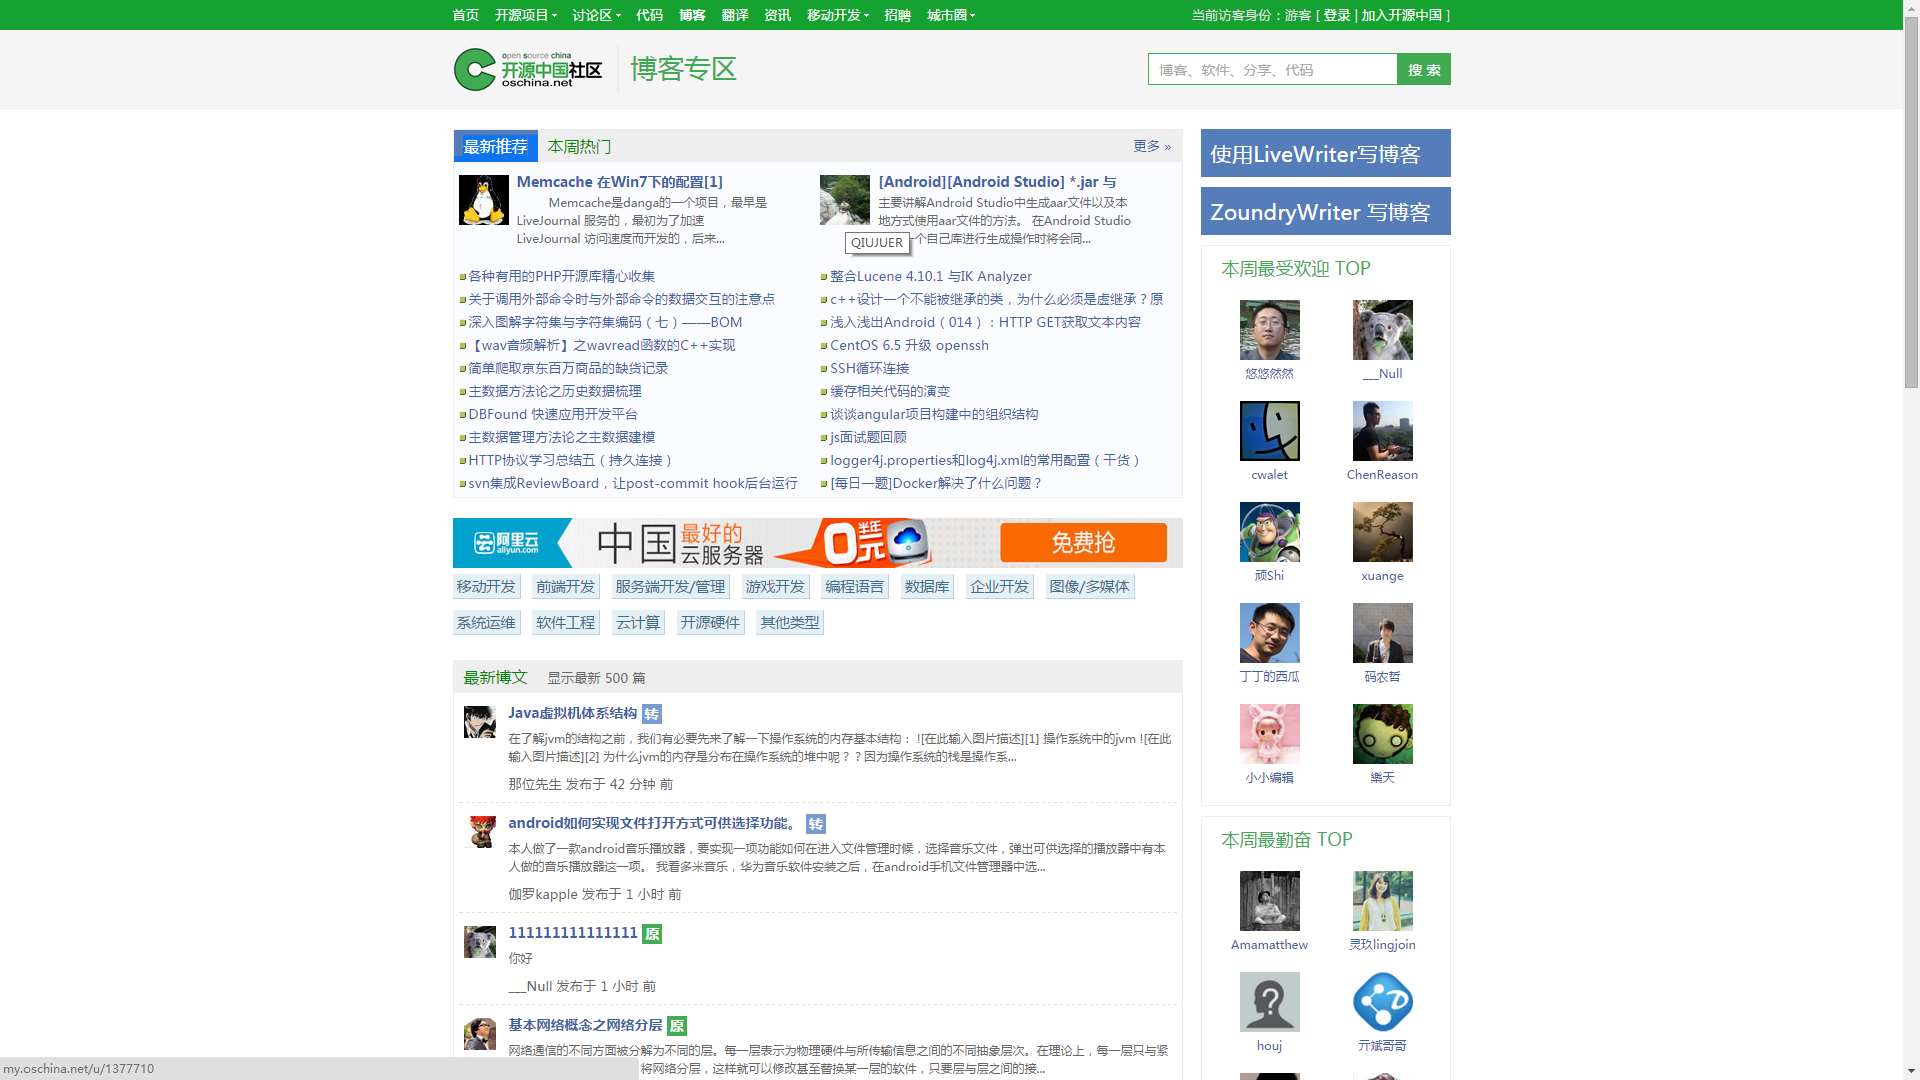 首页 开源项目 讨论区 代码 博客 翻译 资讯 移动开发 招聘 城市圈 当前访客身份：游客 [ 登录 | 加入开源中国 ]
open source china
开源中国社区
oschina.net
博客专区
博客、软件、分享、代码 搜 索
最新推荐 本周热门 更多 »
Memcache 在Win7下的配置[1]
Memcache是danga的一个项目，最早是
LiveJournal 服务的，最初为了加速
LiveJournal 访问速度而开发的，后来...
[Android][Android Studio] *.jar 与
主要讲解Android Studio中生成aar文件以及本
地方式使用aar文件的方法。 在Android Studio
一个自己库进行生成操作时将会同...
QIUJUER
各种有用的PHP开源库精心收集
关于调用外部命令时与外部命令的数据交互的注意点
深入图解字符集与字符集编码（七）——BOM
【wav音频解析】之wavread函数的C++实现
简单爬取京东百万商品的缺货记录
主数据方法论之历史数据梳理
DBFound 快速应用开发平台
主数据管理方法论之主数据建模
HTTP协议学习总结五（持久连接）
svn集成ReviewBoard，让post-commit hook后台运行
整合Lucene 4.10.1 与IK Analyzer
c++设计一个不能被继承的类，为什么必须是虚继承？原
浅入浅出Android（014）：HTTP GET获取文本内容
CentOS 6.5 升级 openssh
SSH循环连接
缓存相关代码的演变
谈谈angular项目构建中的组织结构
js面试题回顾
logger4j.properties和log4j.xml的常用配置（干货）
[每日一题]Docker解决了什么问题？
阿里云
aliyun.com
中国
最好的
云服务器
0元
半年
免费抢
移动开发 前端开发 服务端开发/管理 游戏开发 编程语言 数据库 企业开发 图像/多媒体
系统运维 软件工程 云计算 开源硬件 其他类型
最新博文 显示最新 500 篇
Java虚拟机体系结构 转
在了解jvm的结构之前，我们有必要先来了解一下操作系统的内存基本结构： ![在此输入图片描述][1] 操作系统中的jvm ![在此
输入图片描述][2] 为什么jvm的内存是分布在操作系统的堆中呢？？因为操作系统的栈是操作系...
那位先生 发布于 42 分钟 前
android如何实现文件打开方式可供选择功能。 转
本人做了一款android音乐播放器，要实现一项功能如何在进入文件管理时候，选择音乐文件，弹出可供选择的播放器中有本
人做的音乐播放器这一项。 我看多米音乐，华为音乐软件安装之后，在android手机文件管理器中选...
伽罗kapple 发布于 1 小时 前
111111111111111 原
你好
___Null 发布于 1 小时 前
基本网络概念之网络分层 原
网络通信的不同方面被分解为不同的层。每一层表示为物理硬件与所传输信息之间的不同抽象层次。在理论上，每一层只与紧
将网络分层，这样就可以修改甚至替换某一层的软件，只要层与层之间的接...
使用LiveWriter写博客
ZoundryWriter 写博客
本周最受欢迎 TOP
悠悠然然 ___Null
cwalet ChenReason
顽Shi xuange
丁丁的西瓜 码农哲
小小编辑 樂天
本周最勤奋 TOP
Amamatthew 灵玖lingjoin
houj 亓斌哥哥
my.oschina.net/u/1377710